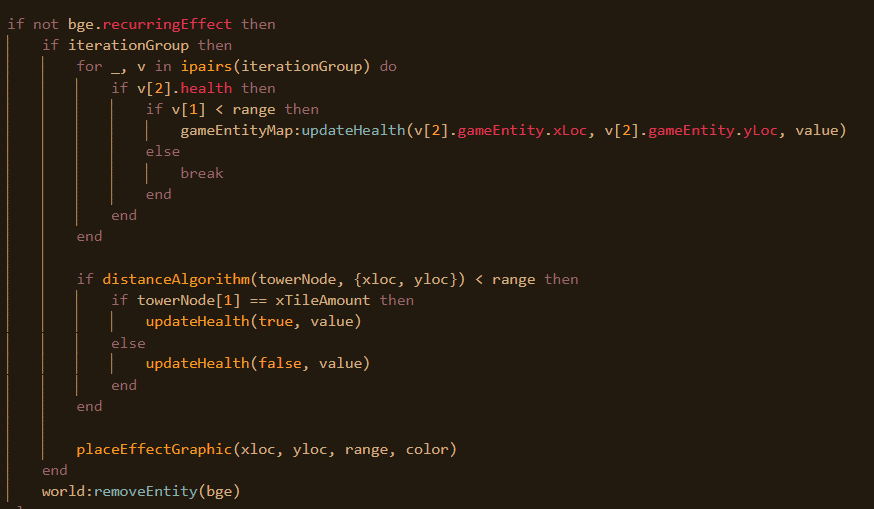 if not bge.recurringEffect then
if iterationGroup then
for _, v in ipairs(iterationGroup) do
if v[2].health then
if v[1] < range then
gameEntityMap:updateHealth(v[2].gameEntity.xLoc, v[2].gameEntity.yLoc, value)
else
break
end
end
end
if distanceAlgorithm(towerNode, {xloc, yloc}) < range then
if towerNode[1] == xTileAmount then
updateHealth(true, value)
else
updateHealth(false, value)
end
end
placeEffectGraphic(xloc, yloc, range, color)
end
world:removeEntity(bge)